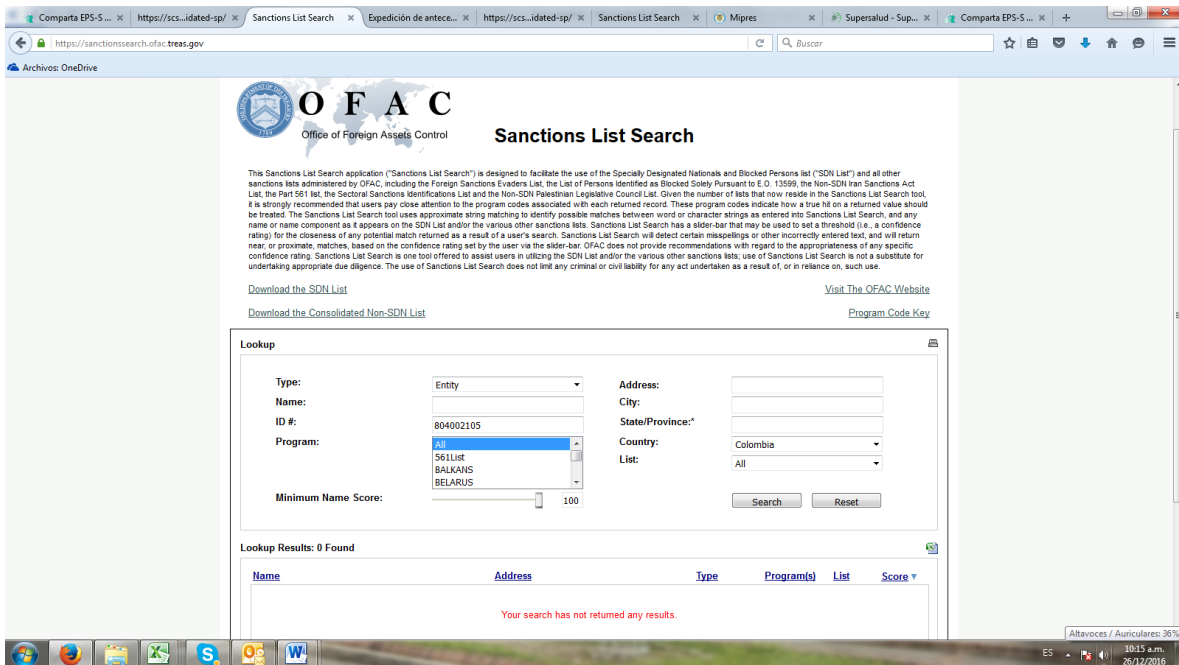 Comparta EPS-S ... https://scs...idated-sp/ Sanctions List Search Expedición de antece... https://scs...idated-sp/ Sanctions List Search Mipres Supersalud - Sup... Comparta EPS-S ...
https://sanctionssearch.ofac.treas.gov Buscar
Archivos: OneDrive
OFAC
Office of Foreign Assets Control
Sanctions List Search
This Sanctions List Search application ("Sanctions List Search") is designed to facilitate the use of the Specially Designated Nationals and Blocked Persons list ("SDN List") and all other
sanctions lists administered by OFAC, including the Foreign Sanctions Evaders List, the List of Persons Identified as Blocked Solely Pursuant to E.O. 13599, the Non-SDN Iran Sanctions Act
List, the Part 561 list, the Sectoral Sanctions Identifications List and the Non-SDN Palestinian Legislative Council List. Given the number of lists that now reside in the Sanctions List Search tool,
it is strongly recommended that users pay close attention to the program codes associated with each returned record. These program codes indicate how a true hit on a returned value should
be treated. The Sanctions List Search tool uses approximate string matching to identify possible matches between word or character strings as entered into Sanctions List Search, and any
name or name component as it appears on the SDN List and/or the various other sanctions lists. Sanctions List Search has a slider-bar that may be used to set a threshold (i.e., a confidence
rating) for the closeness of any potential match returned as a result of a user's search. Sanctions List Search will detect certain misspellings or other incorrectly entered text, and will return
near, or proximate, matches, based on the confidence rating set by the user via the slider-bar. OFAC does not provide recommendations with regard to the appropriateness of any specific
confidence rating. Sanctions List Search is one tool offered to assist users in utilizing the SDN List and/or the various other sanctions lists; use of Sanctions List Search is not a substitute for
undertaking appropriate due diligence. The use of Sanctions List Search does not limit any criminal or civil liability for any act undertaken as a result of, or in reliance on, such use.
Download the SDN List Visit The OFAC Website
Download the Consolidated Non-SDN List Program Code Key
Lookup
Type: Entity Address:
Name: City:
ID #: 804002105 State/Province:*
Program: All Country: Colombia
561List List: All
BALKANS
BELARUS
Minimum Name Score: 100 Search Reset
Lookup Results: 0 Found
Name Address Type Program(s) List Score
Your search has not returned any results.
Altavoces / Auriculares: 36%
ES 10:15 a.m.
26/12/2016